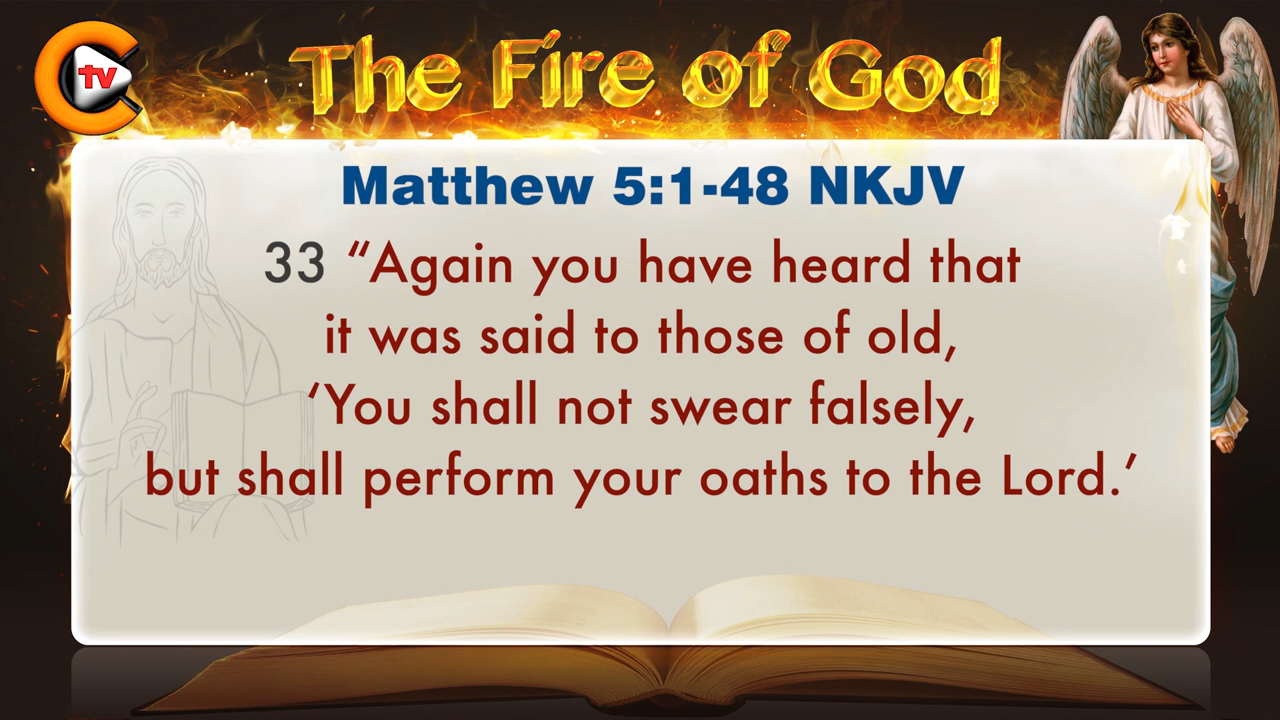 tv
The Fire of God
Matthew 5:1-48 NKJV
33 “Again you have heard that
it was said to those of old,
‘You shall not swear falsely,
but shall perform your oaths to the Lord.’